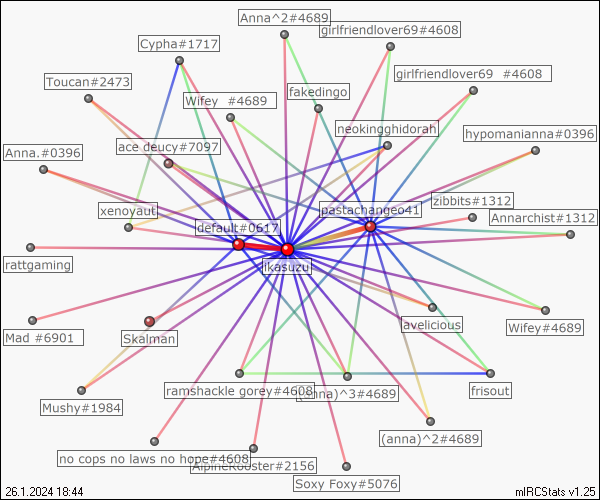 Anna^2#4689
girlfriendlover69#4608
Cypha#1717
girlfriendlover69 #4608
Toucan#2473
fakedingo
Wifey #4689
neokingghidorah
hypomanianna#0396
ace deucy#7097
Anna.#0396
zibbits#1312
xenoyaut
pastachangeo41
Annarchist#1312
default#0617
rattgaming
ikasuzui
lavelicious
Wifey#4689
Mad #6901
Skalman
ramshackle gorey#4608
(anna)^3#4689
frisout
Mushy#1984
(anna)^2#4689
no cops no laws no hope#4608
AlpineRooster#2156
Soxy Foxy#5076
26.1.2024 18:44
mIRCStats v1.25